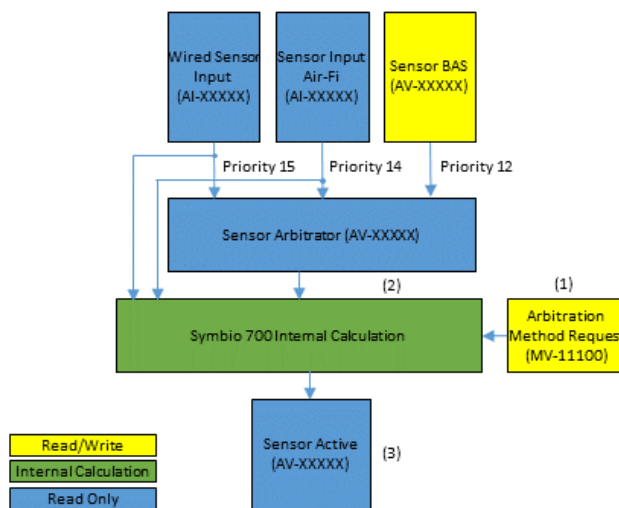 Wired Sensor
Input
(AI-XXXXX)
Sensor Input
Air-Fi
(AI-XXXXX)
Sensor BAS
(AV-XXXXX)
Priority 15
Priority 14
Priority 12
Sensor Arbitrator (AV-XXXXX)
(2)
(1)
Symbio 700 Internal Calculation
Arbitration
Method Reques
(MV-11100)
Sensor Active
(AV-XXXXX)
(3)
Read/Write
Internal Calculation
Read Only